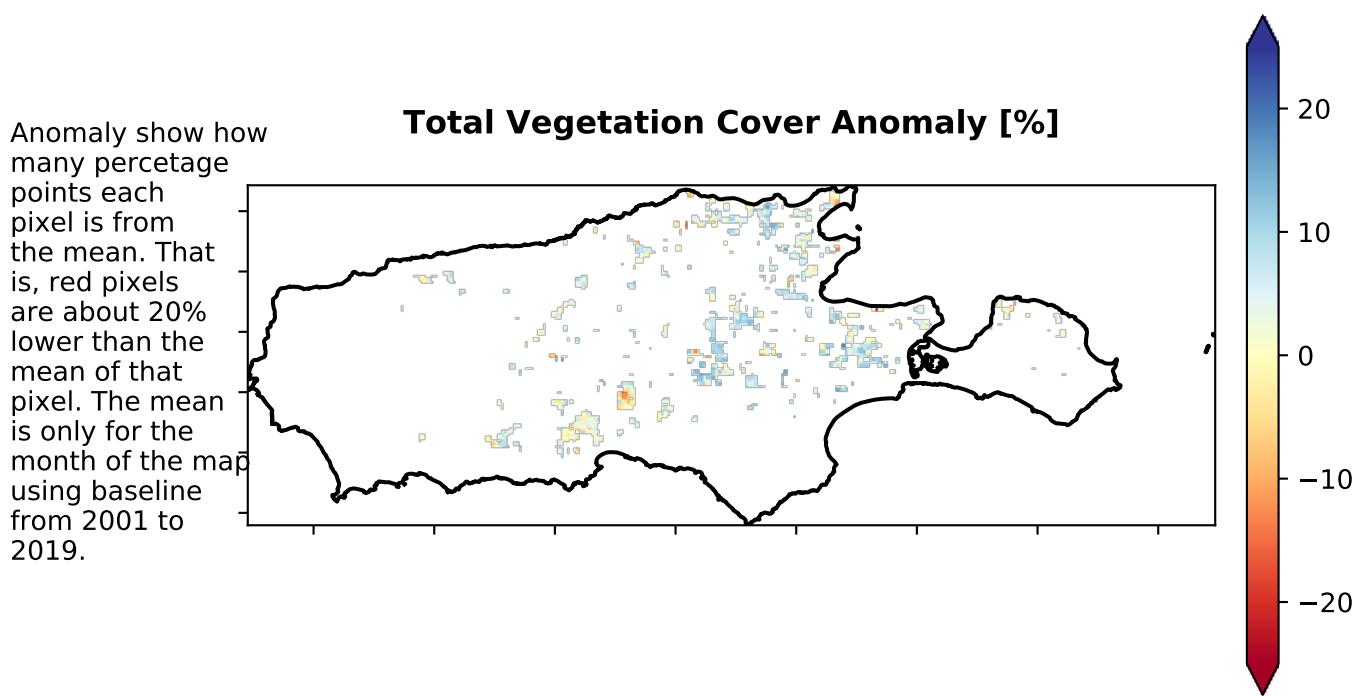 Total Vegetation Cover Anomaly [%]
Anomaly show how
many percetage
points each
pixel is from
the mean. That
is, red pixels
are about 20%
lower than the
mean of that
pixel. The mean
is only for the
month of the map
using baseline
from 2001 to
2019.
20
10
0
−10
−20